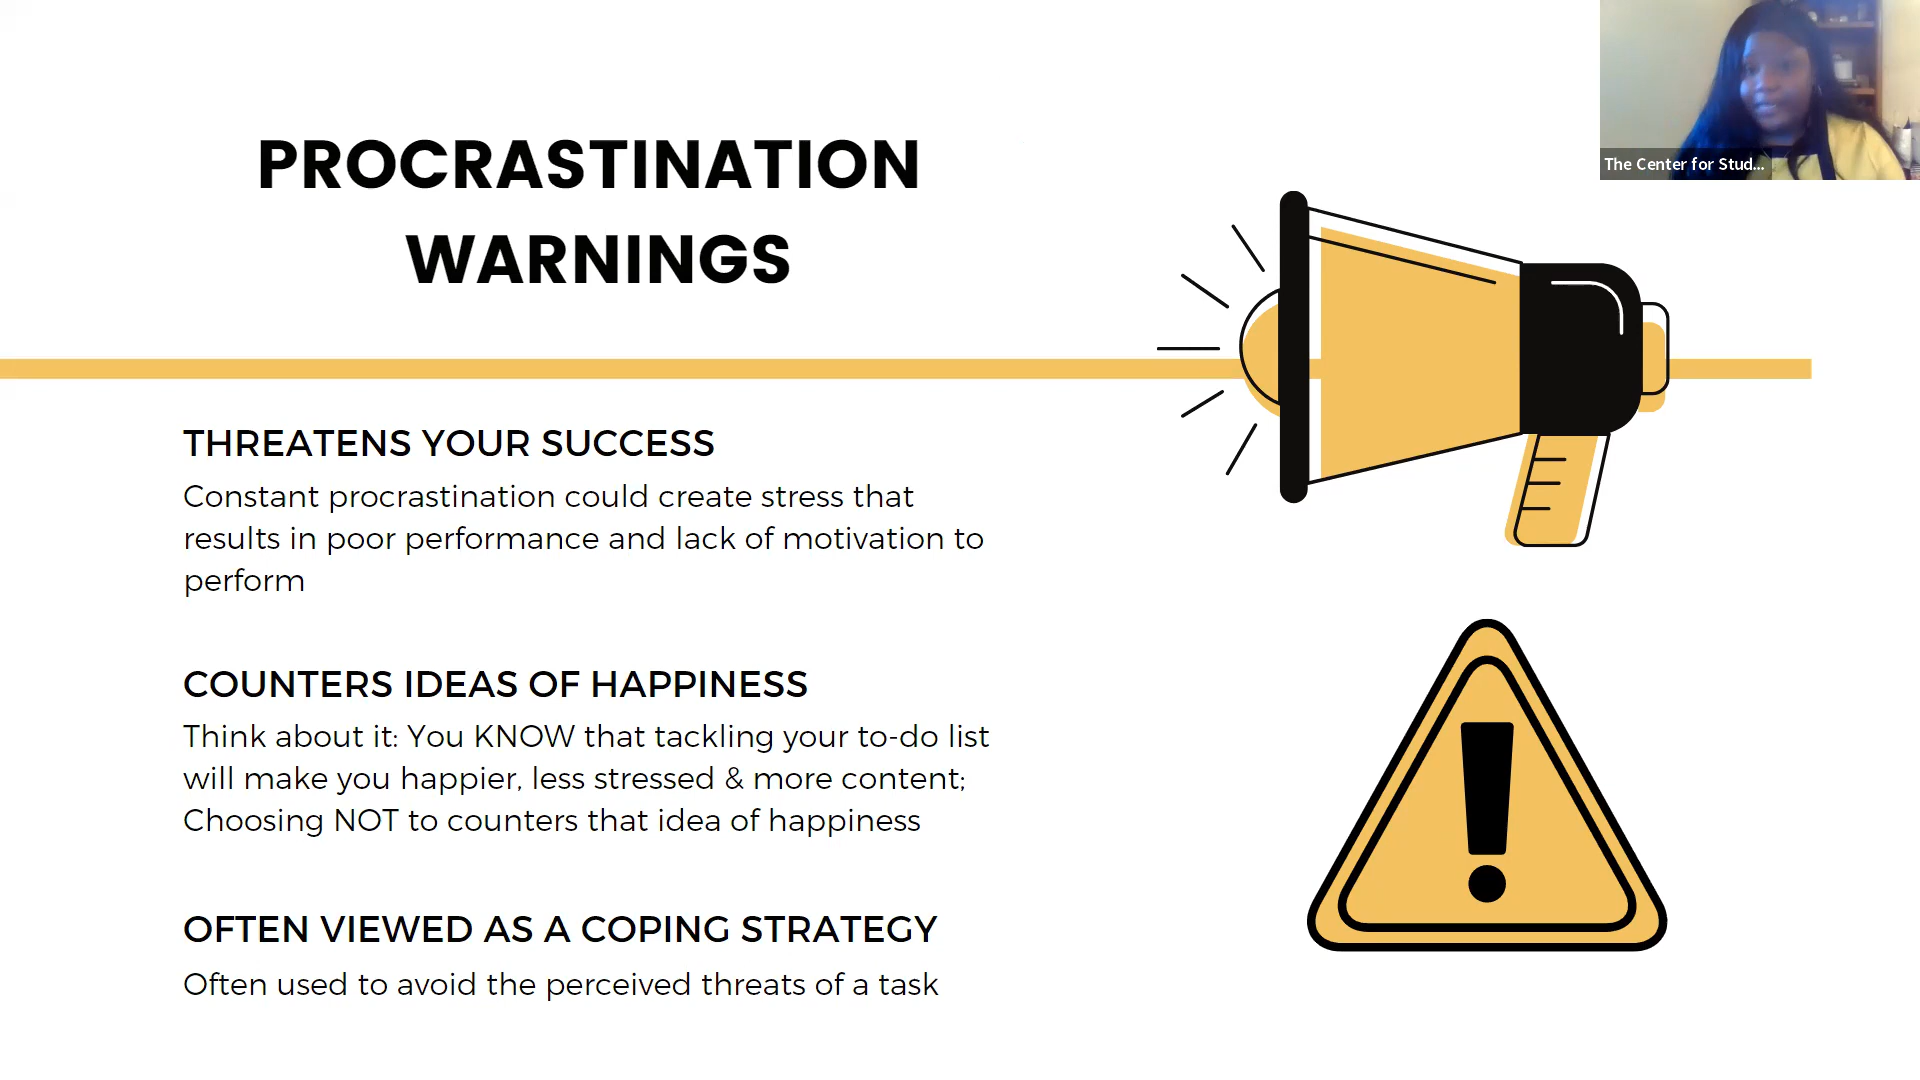 PROCRASTINATION
WARNINGS
The Center for Stud...
THREATENS YOUR SUCCESS
Constant procrastination could create stress that
results in poor performance and lack of motivation to
perform
COUNTERS IDEAS OF HAPPINESS
Think about it: You KNOW that tackling your to-do list
will make you happier, less stressed & more content;
Choosing NOT to counters that idea of happiness
OFTEN VIEWED AS A COPING STRATEGY
Often used to avoid the perceived threats of a task